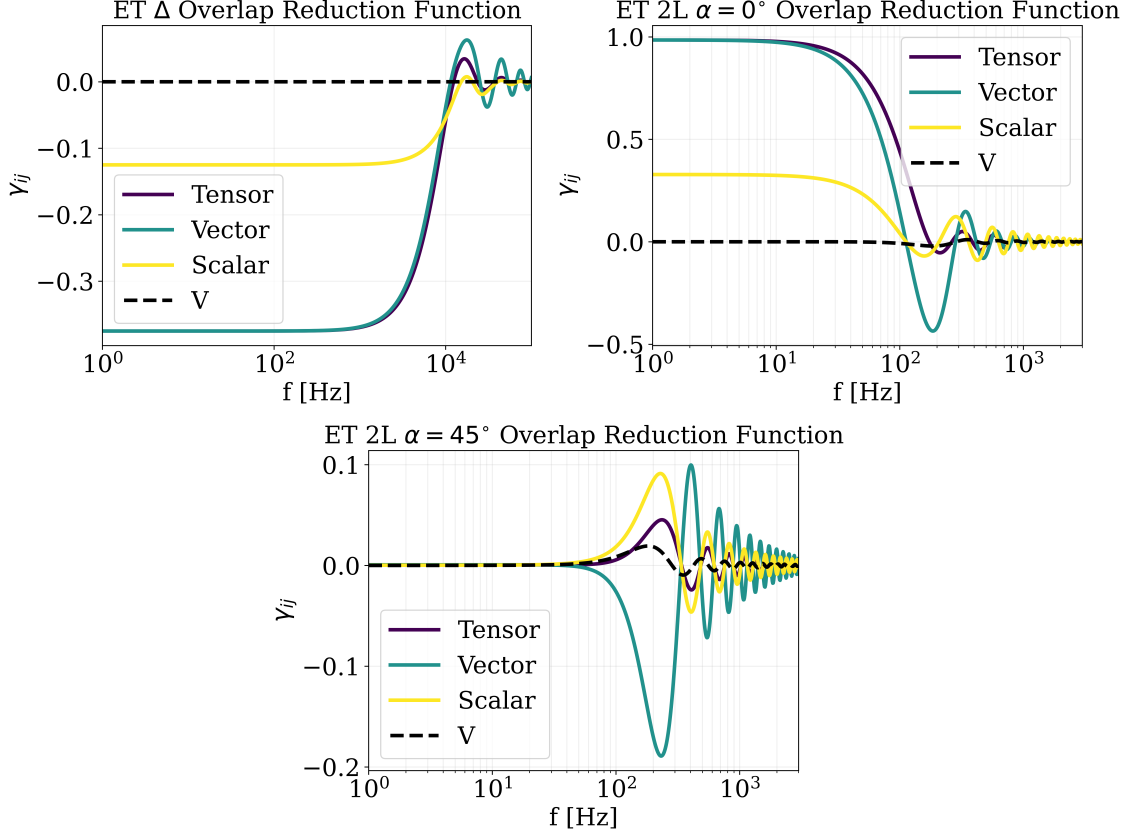 ET Δ Overlap Reduction Function
γij
0.0
−0.1
−0.2
−0.3
Tensor
Vector
Scalar
V
10^0
10^2
10^4
f [Hz]
ET 2L α = 0° Overlap Reduction Function
γij
1.0
0.5
0.0
−0.5
Tensor
Vector
Scalar
V
10^0
10^1
10^2
10^3
f [Hz]
ET 2L α = 45° Overlap Reduction Function
γij
0.1
0.0
−0.1
−0.2
Tensor
Vector
Scalar
V
10^0
10^1
10^2
10^3
f [Hz]